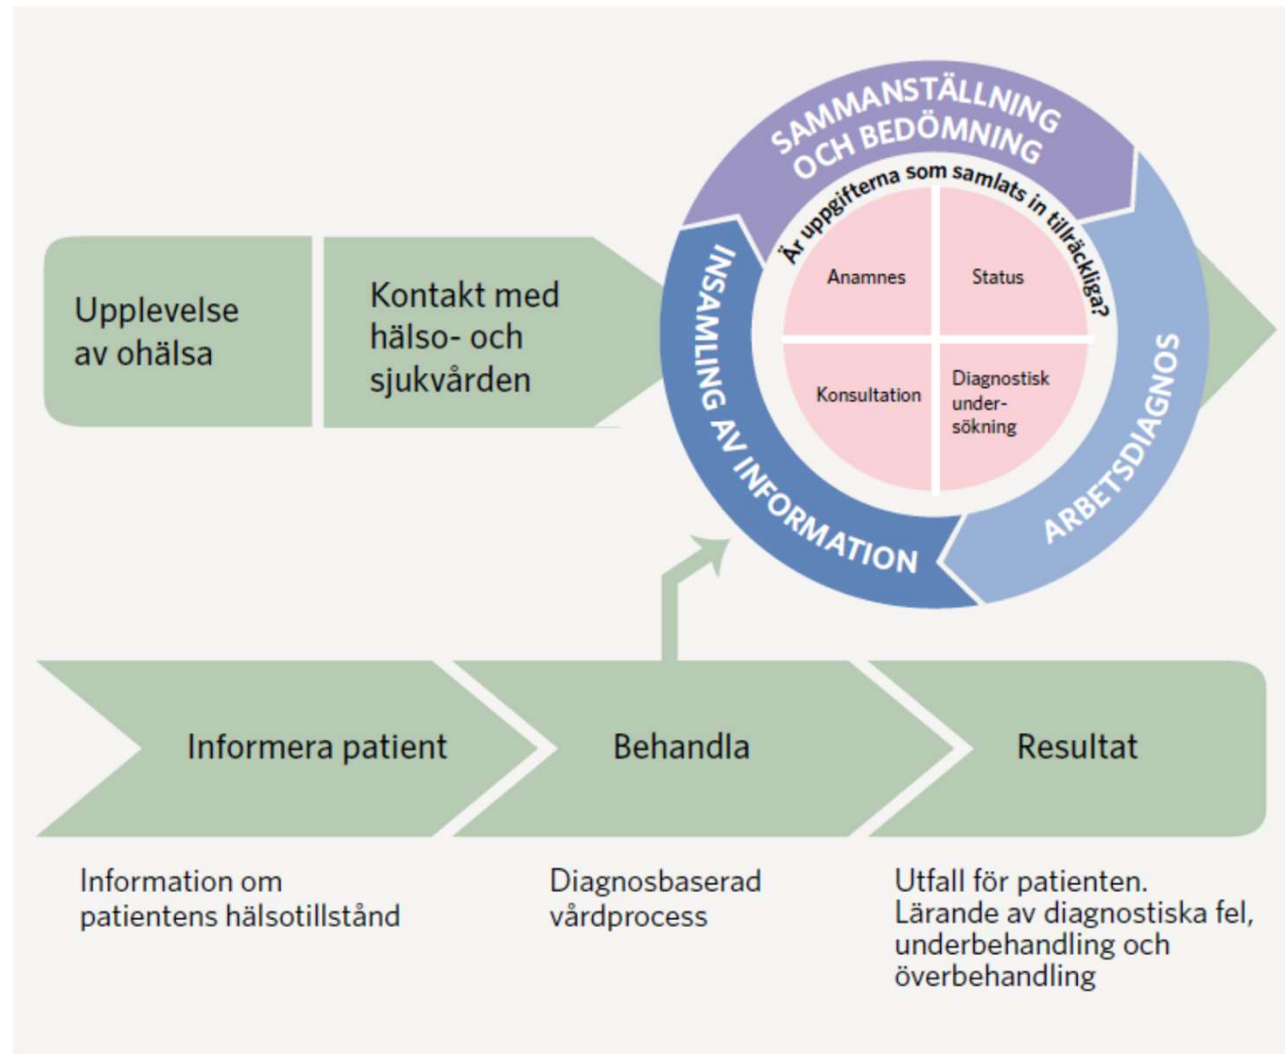 SAMMANSTÄLLNING
OCH BEDÖMNING
Är uppgifterna som samlats in tillräckliga?
Upplevelse
av ohälsa
Kontakt med
hälso- och
sjukvården
INSAMLING AV INFORMATION
Anamnes
Status
Konsultation
Diagnostisk
under-
sökning
ARBETSDIAGNOS
Informera patient
Behandla
Resultat
Information om
patientens hälsotillstånd
Diagnosbaserad
vårdprocess
Utfall för patienten.
Lärande av diagnostiska fel,
underbehandling och
överbehandling